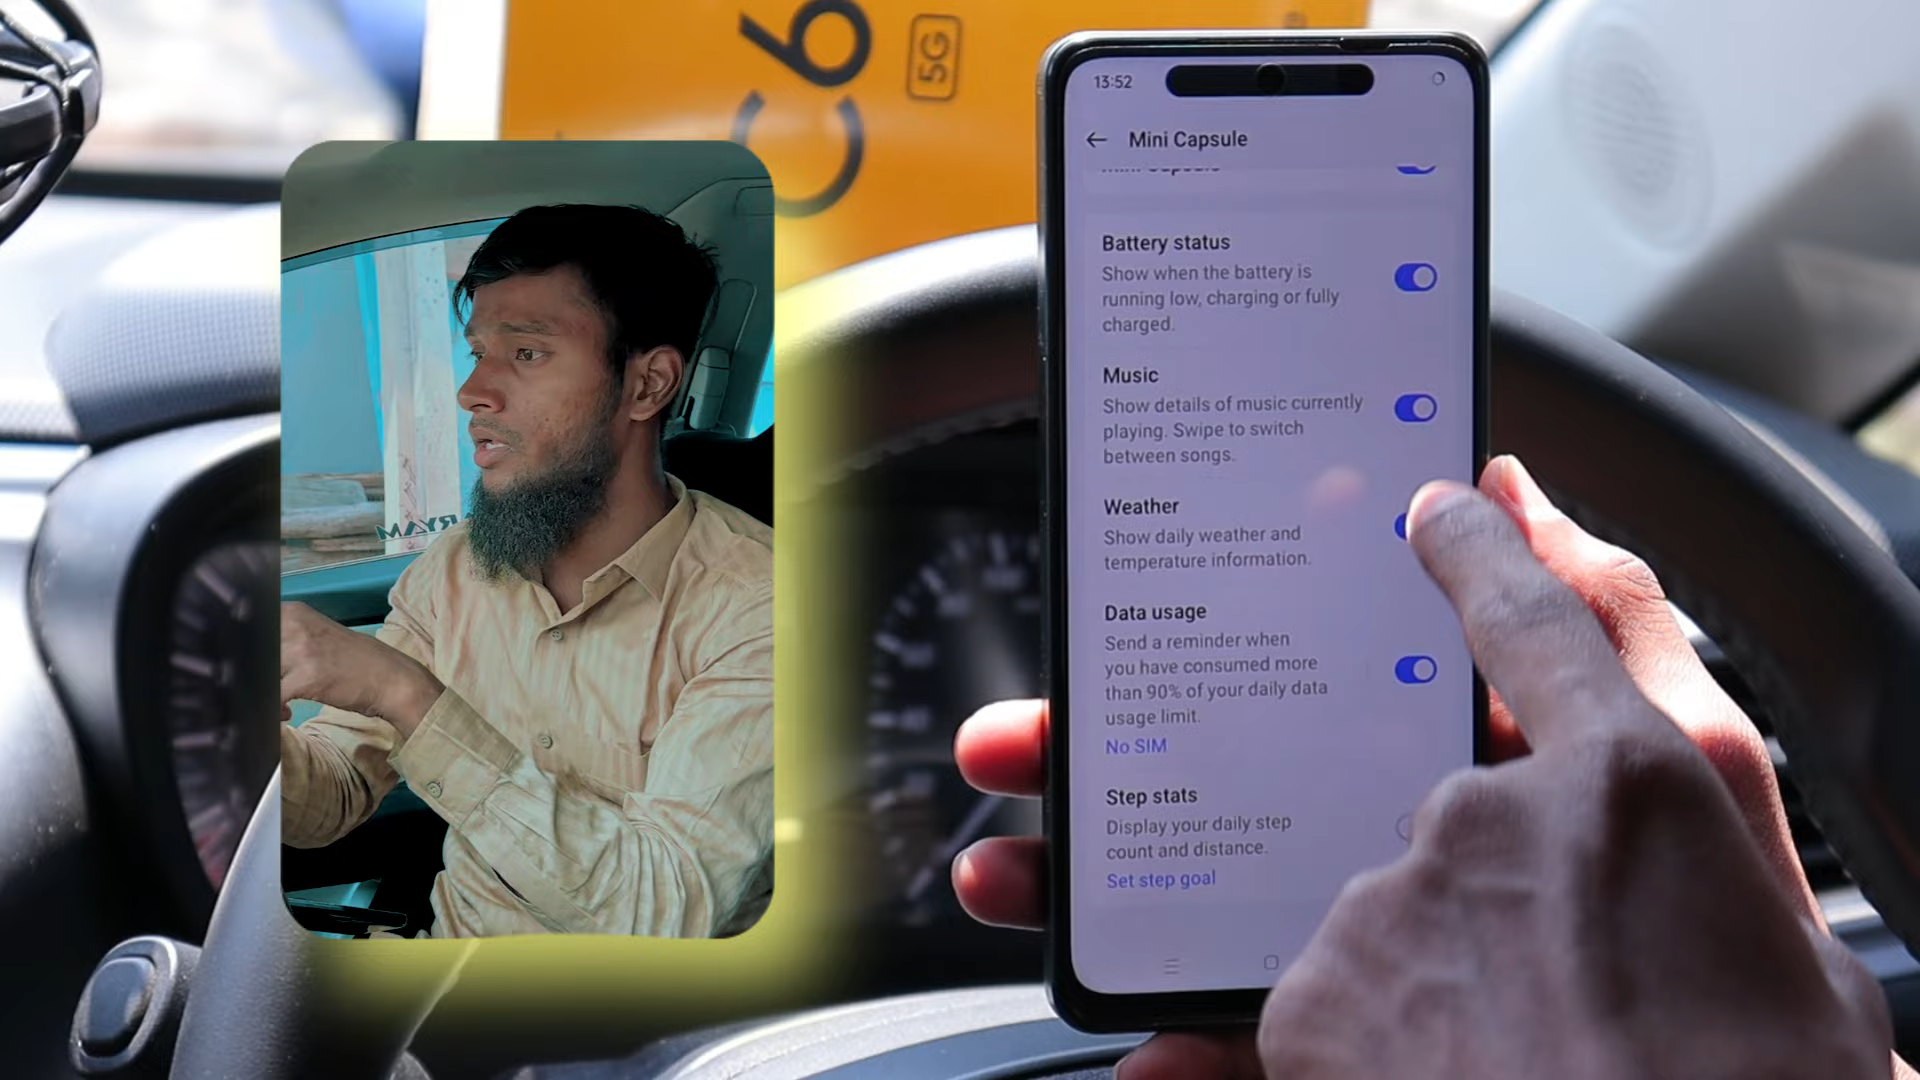 C6
5G
13:52
Mini Capsule
Mini Capsule
Battery status
Show when the battery is
running low, charging or fully
charged.
Music
Show details of music currently
playing. Swipe to switch
between songs.
Weather
Show daily weather and
temperature information.
Data usage
Send a reminder when
you have consumed more
than 90% of your daily data
usage limit.
No SIM
Step stats
Display your daily step
count and distance.
Set step goal